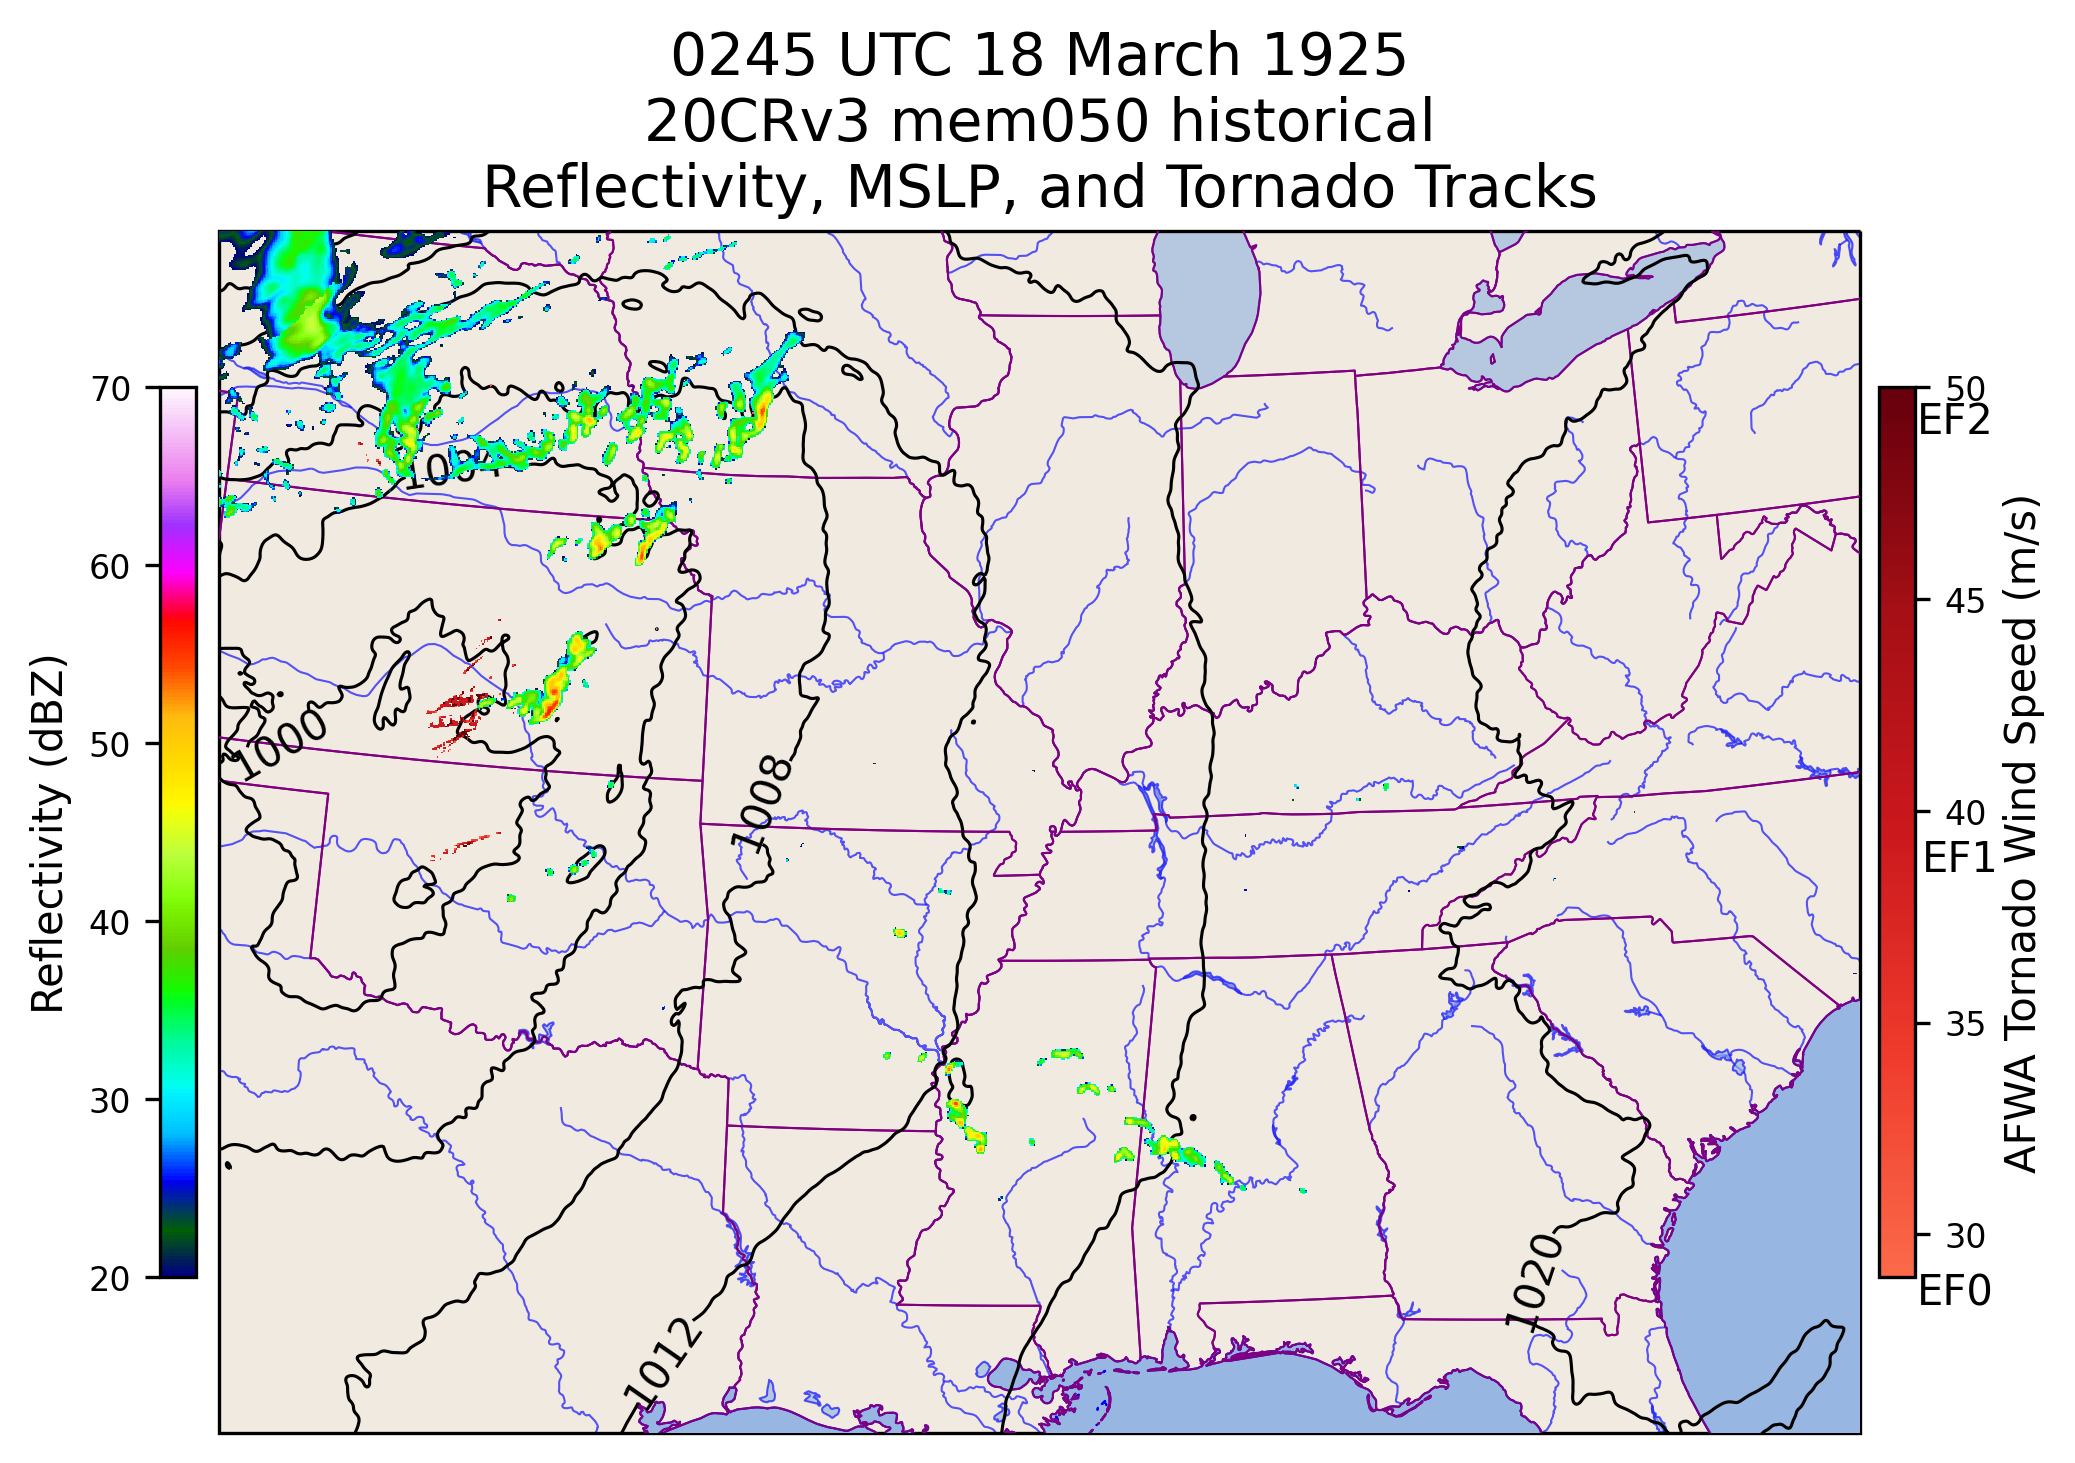 0245 UTC 18 March 1925
20CRv3 mem050 historical
Reflectivity, MSLP, and Tornado Tracks
70
60
50
40
30
20
Reflectivity (dBZ)
1000
1008
1012
1020
50
EF2
45
40
EF1
35
30
EF0
AFWA Tornado Wind Speed (m/s)